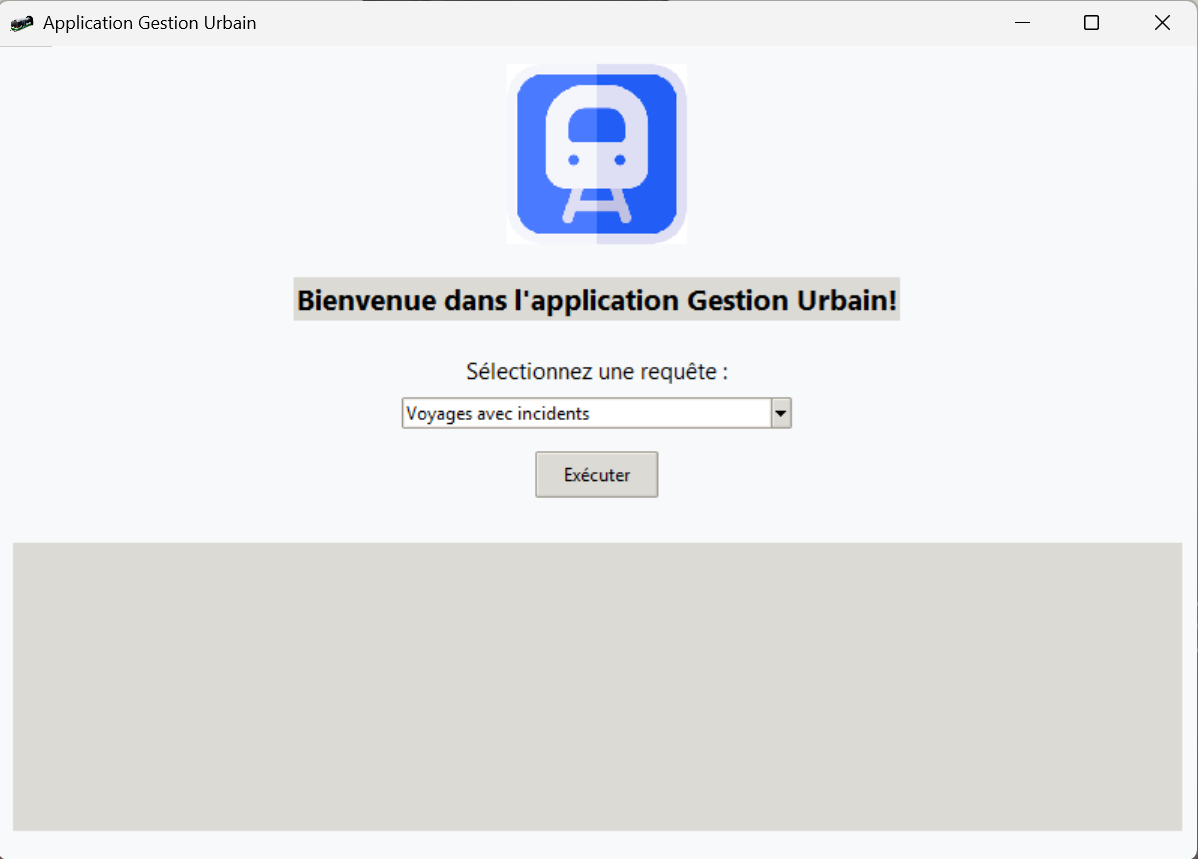 Application Gestion Urbain
Bienvenue dans l'application Gestion Urbain!
Sélectionnez une requête :
Voyages avec incidents
Exécuter